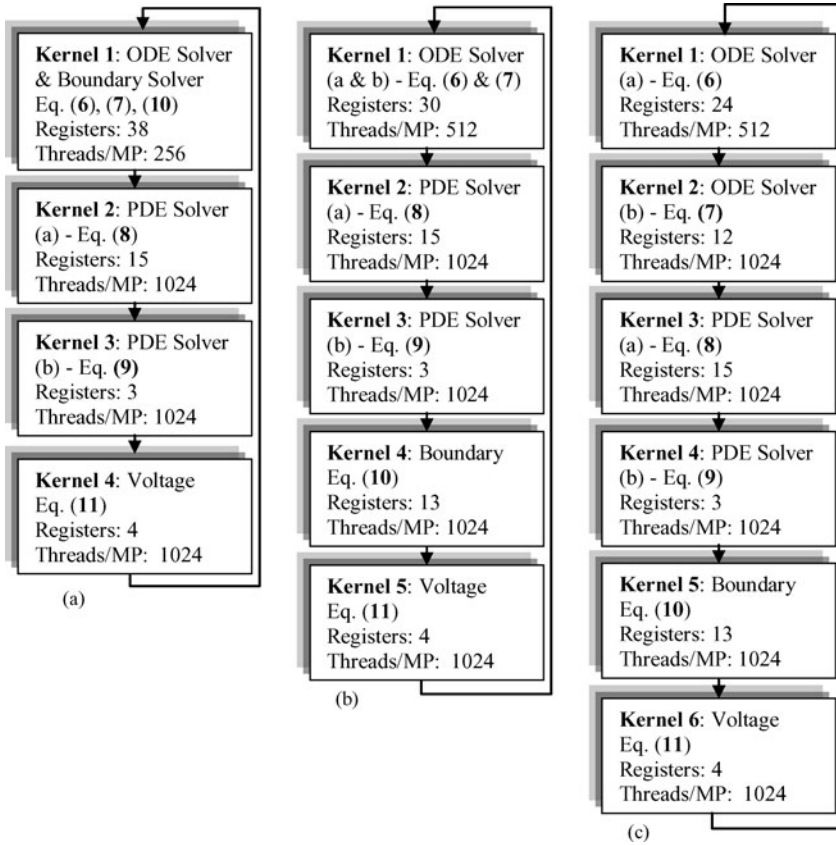 Kernel 1: ODE Solver
& Boundary Solver
Eq. (6), (7), (10)
Registers: 38
Threads/MP: 256
Kernel 2: PDE Solver
(a) - Eq. (8)
Registers: 15
Threads/MP: 1024
Kernel 3: PDE Solver
(b) - Eq. (9)
Registers: 3
Threads/MP: 1024
Kernel 4: Voltage
Eq. (11)
Registers: 4
Threads/MP: 1024
(a)
Kernel 1: ODE Solver
(a & b) - Eq. (6) & (7)
Registers: 30
Threads/MP: 512
Kernel 2: PDE Solver
(a) - Eq. (8)
Registers: 15
Threads/MP: 1024
Kernel 3: PDE Solver
(b) - Eq. (9)
Registers: 3
Threads/MP: 1024
Kernel 4: Boundary
Eq. (10)
Registers: 13
Threads/MP: 1024
Kernel 5: Voltage
Eq. (11)
Registers: 4
Threads/MP: 1024
(b)
Kernel 1: ODE Solver
(a) - Eq. (6)
Registers: 24
Threads/MP: 512
Kernel 2: ODE Solver
(b) - Eq. (7)
Registers: 12
Threads/MP: 1024
Kernel 3: PDE Solver
(a) - Eq. (8)
Registers: 15
Threads/MP: 1024
Kernel 4: PDE Solver
(b) - Eq. (9)
Registers: 3
Threads/MP: 1024
Kernel 5: Boundary
Eq. (10)
Registers: 13
Threads/MP: 1024
Kernel 6: Voltage
Eq. (11)
Registers: 4
Threads/MP: 1024
(c)